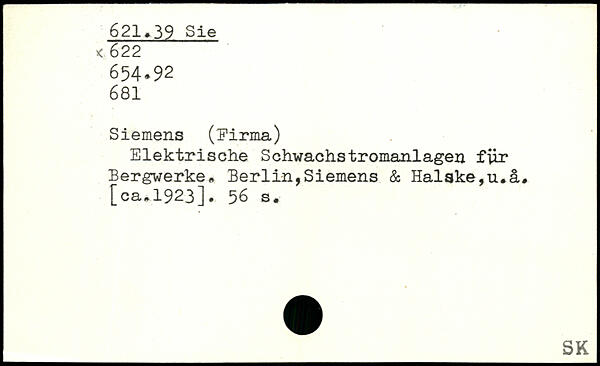 621.39 Sie
x 622
654.92
681
Siemens (Firma)
Elektrische Schwachstromanlagen für
Bergwerke. Berlin,Siemens & Halske,u.å.
[ca.1923]. 56 s.
SK